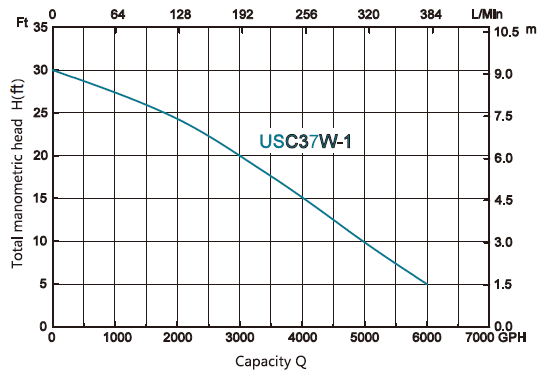 0 64 128 192 256 320 384 L/Min
Ft 35 10.5 m
30 9.0
25 7.5
USC37W-1
20 6.0
15 4.5
10 3.0
5 1.5
0 0.0
0 1000 2000 3000 4000 5000 6000 7000 GPH
Total manometric head H(ft)
Capacity Q